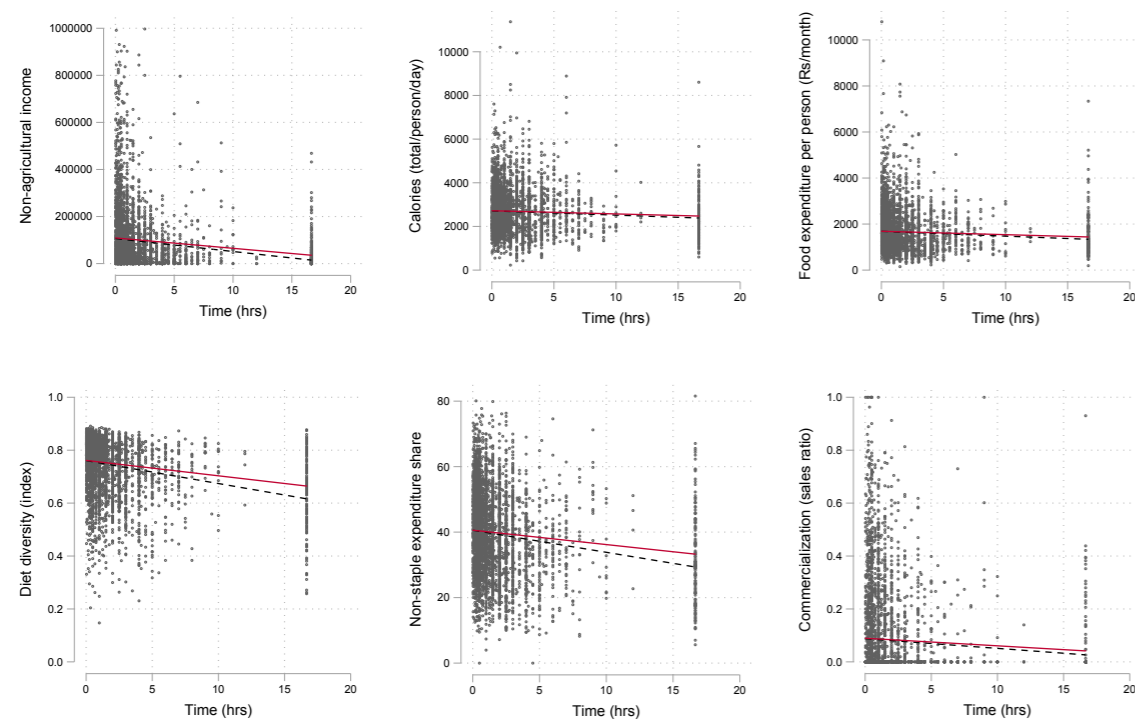 Non-agricultural income
1000000
800000
600000
400000
200000
0
0 5 10 15 20
Time (hrs)
Calories (total/person/day)
10000
8000
6000
4000
2000
0
0 5 10 15 20
Time (hrs)
Food expenditure per person (Rs/month)
10000
8000
6000
4000
2000
0
0 5 10 15 20
Time (hrs)
Diet diversity (index)
1.0
0.8
0.6
0.4
0.2
0.0
0 5 10 15 20
Time (hrs)
Non-staple expenditure share
80
60
40
20
0
0 5 10 15 20
Time (hrs)
Commercialization (sales ratio)
1.0
0.8
0.6
0.4
0.2
0.0
0 5 10 15 20
Time (hrs)